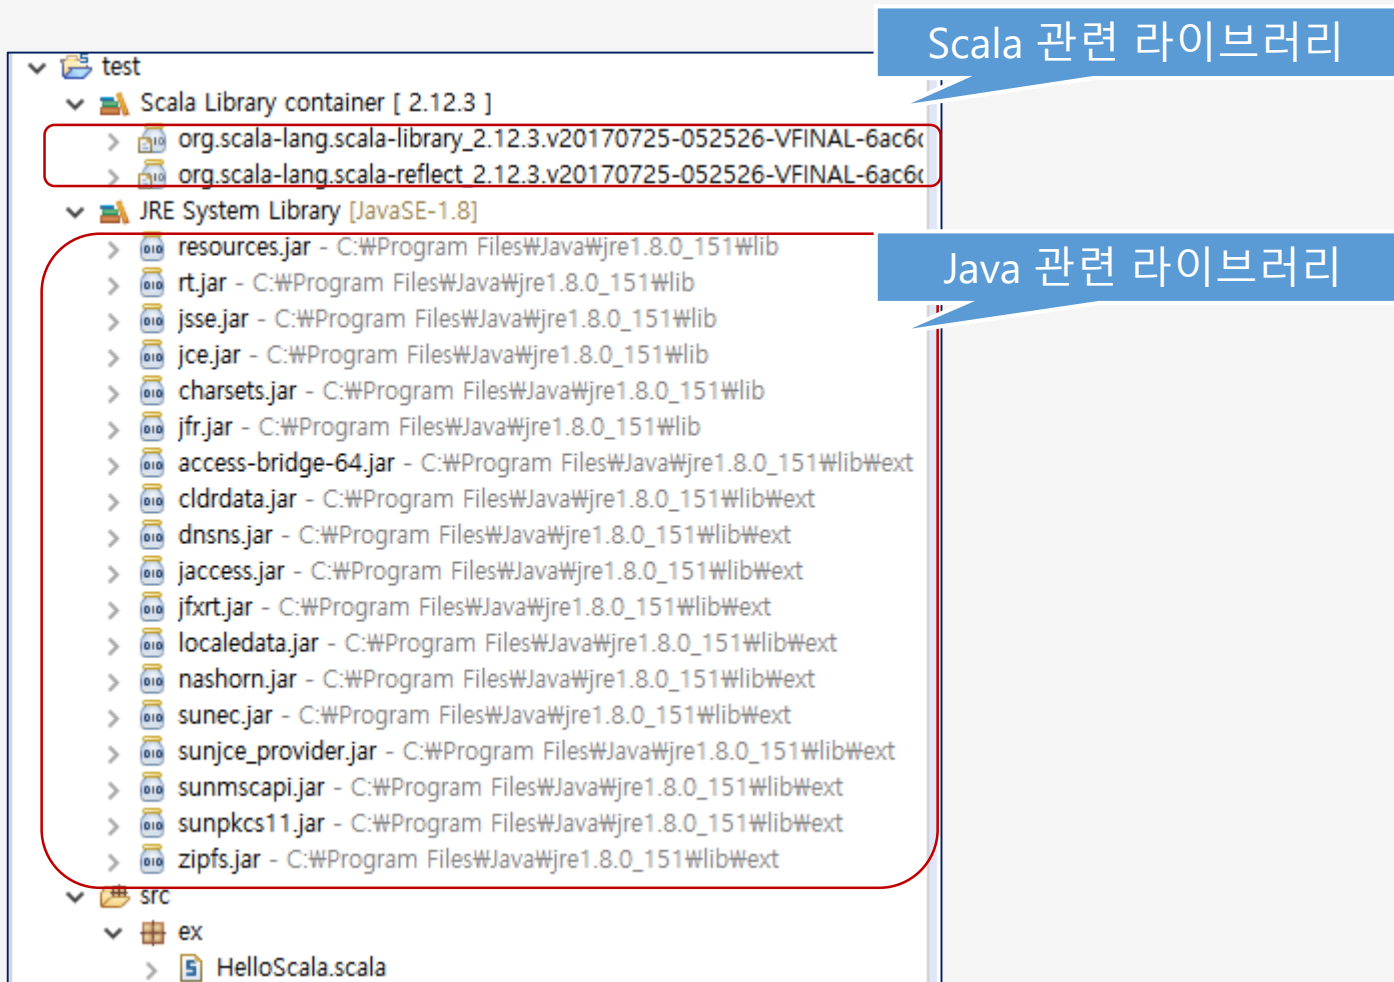 Scala 관련 라이브러리
test
Scala Library container [ 2.12.3 ]
org.scala-lang.scala-library_2.12.3.v20170725-052526-VFINAL-6ac6c
org.scala-lang.scala-reflect_2.12.3.v20170725-052526-VFINAL-6ac6c
JRE System Library [JavaSE-1.8]
Java 관련 라이브러리
resources.jar - C:₩Program Files₩Java₩jre1.8.0_151₩lib
rt.jar - C:₩Program Files₩Java₩jre1.8.0_151₩lib
jsse.jar - C:₩Program Files₩Java₩jre1.8.0_151₩lib
jce.jar - C:₩Program Files₩Java₩jre1.8.0_151₩lib
charsets.jar - C:₩Program Files₩Java₩jre1.8.0_151₩lib
jfr.jar - C:₩Program Files₩Java₩jre1.8.0_151₩lib
access-bridge-64.jar - C:₩Program Files₩Java₩jre1.8.0_151₩lib₩ext
cldrdata.jar - C:₩Program Files₩Java₩jre1.8.0_151₩lib₩ext
dnsns.jar - C:₩Program Files₩Java₩jre1.8.0_151₩lib₩ext
jaccess.jar - C:₩Program Files₩Java₩jre1.8.0_151₩lib₩ext
jfxrt.jar - C:₩Program Files₩Java₩jre1.8.0_151₩lib₩ext
localedata.jar - C:₩Program Files₩Java₩jre1.8.0_151₩lib₩ext
nashorn.jar - C:₩Program Files₩Java₩jre1.8.0_151₩lib₩ext
sunec.jar - C:₩Program Files₩Java₩jre1.8.0_151₩lib₩ext
sunjce_provider.jar - C:₩Program Files₩Java₩jre1.8.0_151₩lib₩ext
sunmscapi.jar - C:₩Program Files₩Java₩jre1.8.0_151₩lib₩ext
sunpkcs11.jar - C:₩Program Files₩Java₩jre1.8.0_151₩lib₩ext
zipfs.jar - C:₩Program Files₩Java₩jre1.8.0_151₩lib₩ext
src
ex
HelloScala.scala